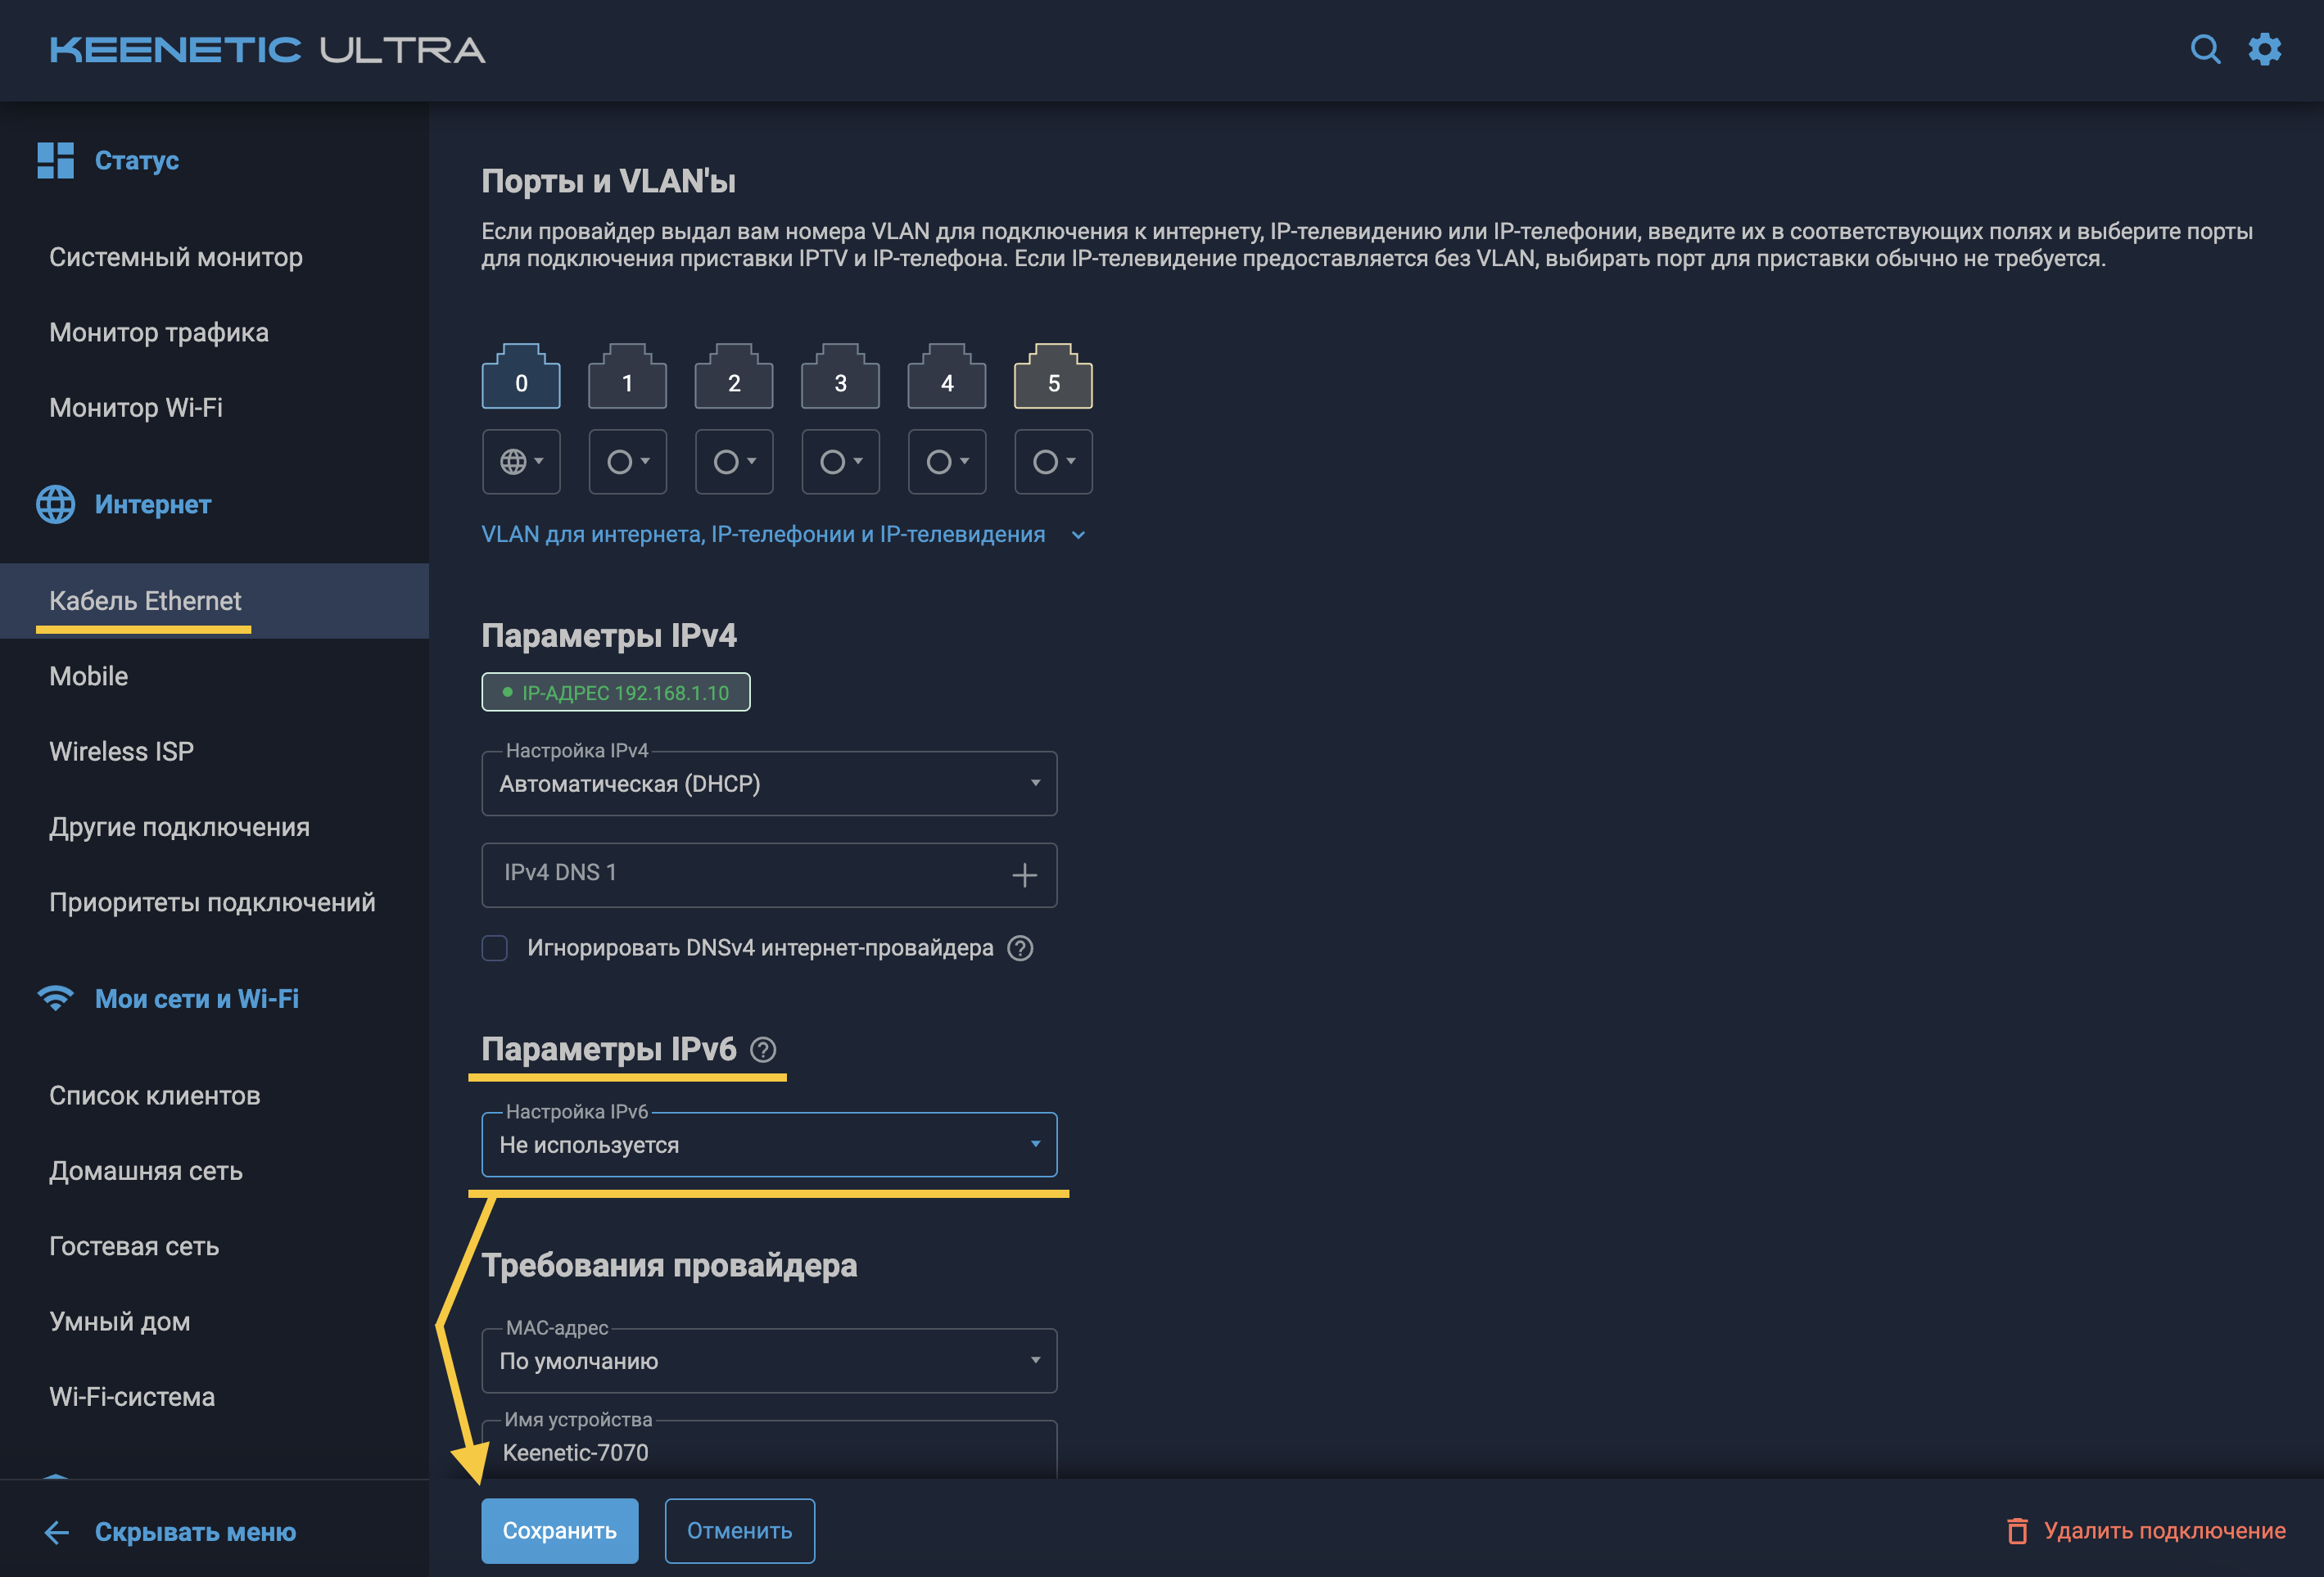 KEENETIC ULTRA
Статус
Системный монитор
Монитор трафика
Монитор Wi-Fi
Интернет
Кабель Ethernet
Mobile
Wireless ISP
Другие подключения
Приоритеты подключений
Мои сети и Wi-Fi
Список клиентов
Домашняя сеть
Гостевая сеть
Умный дом
Wi-Fi-система
Скрывать меню
Порты и VLAN'ы
Если провайдер выдал вам номера VLAN для подключения к интернету, IP-телевидению или IP-телефонии, введите их в соответствующих полях и выберите порты
для подключения приставки IPTV и IP-телефона. Если IP-телевидение предоставляется без VLAN, выбирать порт для приставки обычно не требуется.
0 1 2 3 4 5
VLAN для интернета, IP-телефонии и IP-телевидения
Параметры IPv4
IP-АДРЕС 192.168.1.10
Настройка IPv4
Автоматическая (DHCP)
IPv4 DNS 1
Игнорировать DNSv4 интернет-провайдера ?
Параметры IPv6 ?
Настройка IPv6
Не используется
Требования провайдера
MAC-адрес
По умолчанию
Имя устройства
Keenetic-7070
Сохранить
Отменить
Удалить подключение